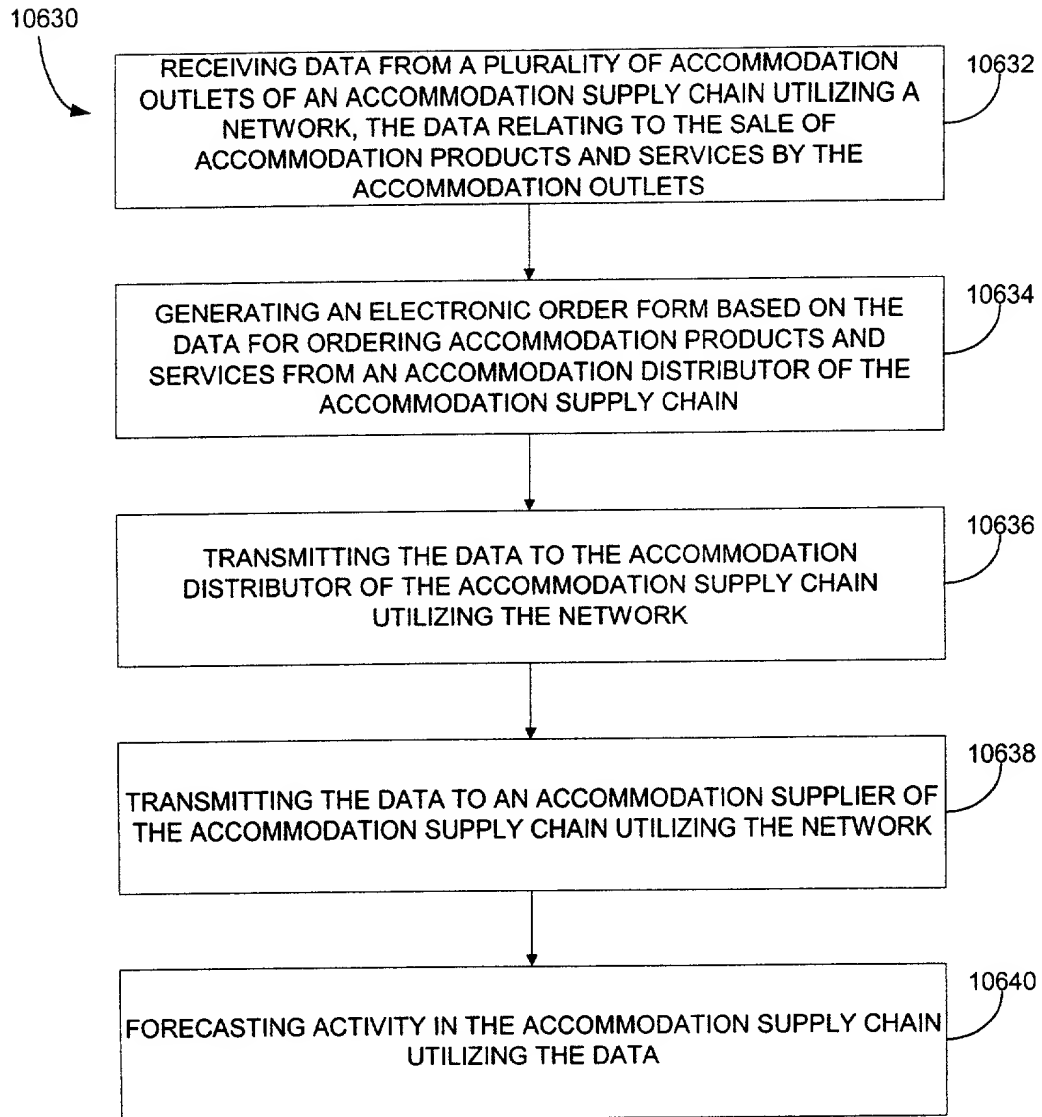 10630
RECEIVING DATA FROM A PLURALITY OF ACCOMMODATION
OUTLETS OF AN ACCOMMODATION SUPPLY CHAIN UTILIZING A
NETWORK, THE DATA RELATING TO THE SALE OF
ACCOMMODATION PRODUCTS AND SERVICES BY THE
ACCOMMODATION OUTLETS
10632
GENERATING AN ELECTRONIC ORDER FORM BASED ON THE
DATA FOR ORDERING ACCOMMODATION PRODUCTS AND
SERVICES FROM AN ACCOMMODATION DISTRIBUTOR OF THE
ACCOMMODATION SUPPLY CHAIN
10634
TRANSMITTING THE DATA TO THE ACCOMMODATION
DISTRIBUTOR OF THE ACCOMMODATION SUPPLY CHAIN
UTILIZING THE NETWORK
10636
TRANSMITTING THE DATA TO AN ACCOMMODATION SUPPLIER OF
THE ACCOMMODATION SUPPLY CHAIN UTILIZING THE NETWORK
10638
FORECASTING ACTIVITY IN THE ACCOMMODATION SUPPLY CHAIN
UTILIZING THE DATA
10640